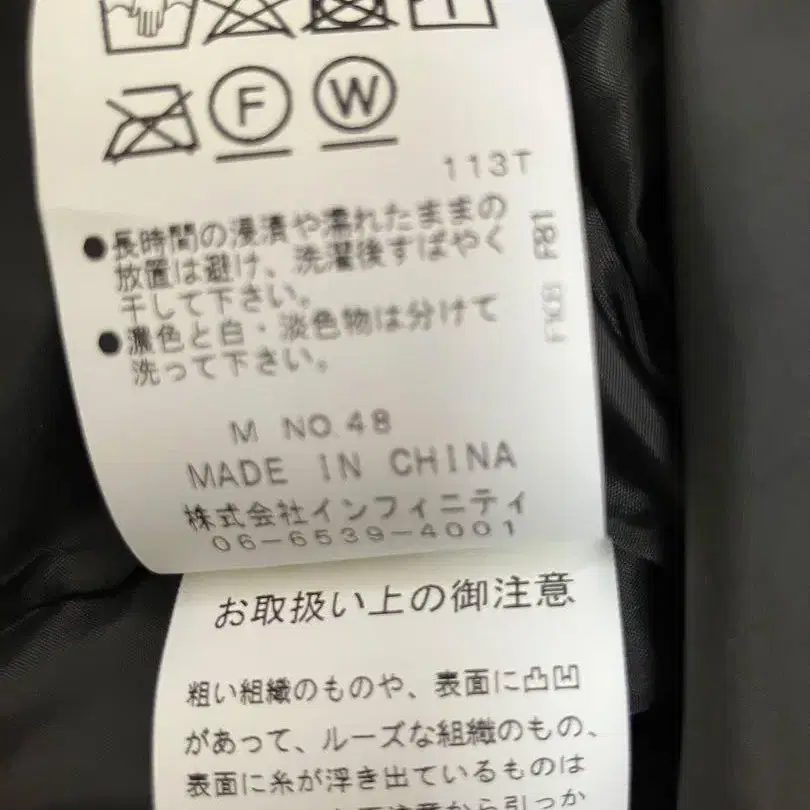 F
W
113T
●長時間の浸漬や濡れたままの
放置は避け、洗濯後すばやく
干して下さい。
●濃色と白・淡色物は分けて
洗って下さい。
M NO.48
MADE IN CHINA
株式会社インフィニティ
06-6539-4001
お取扱い上の御注意
粗い組織のものや、表面に凸凹
があって、ルーズな組織のもの、
表面に糸が浮き出ているものは
から引っか